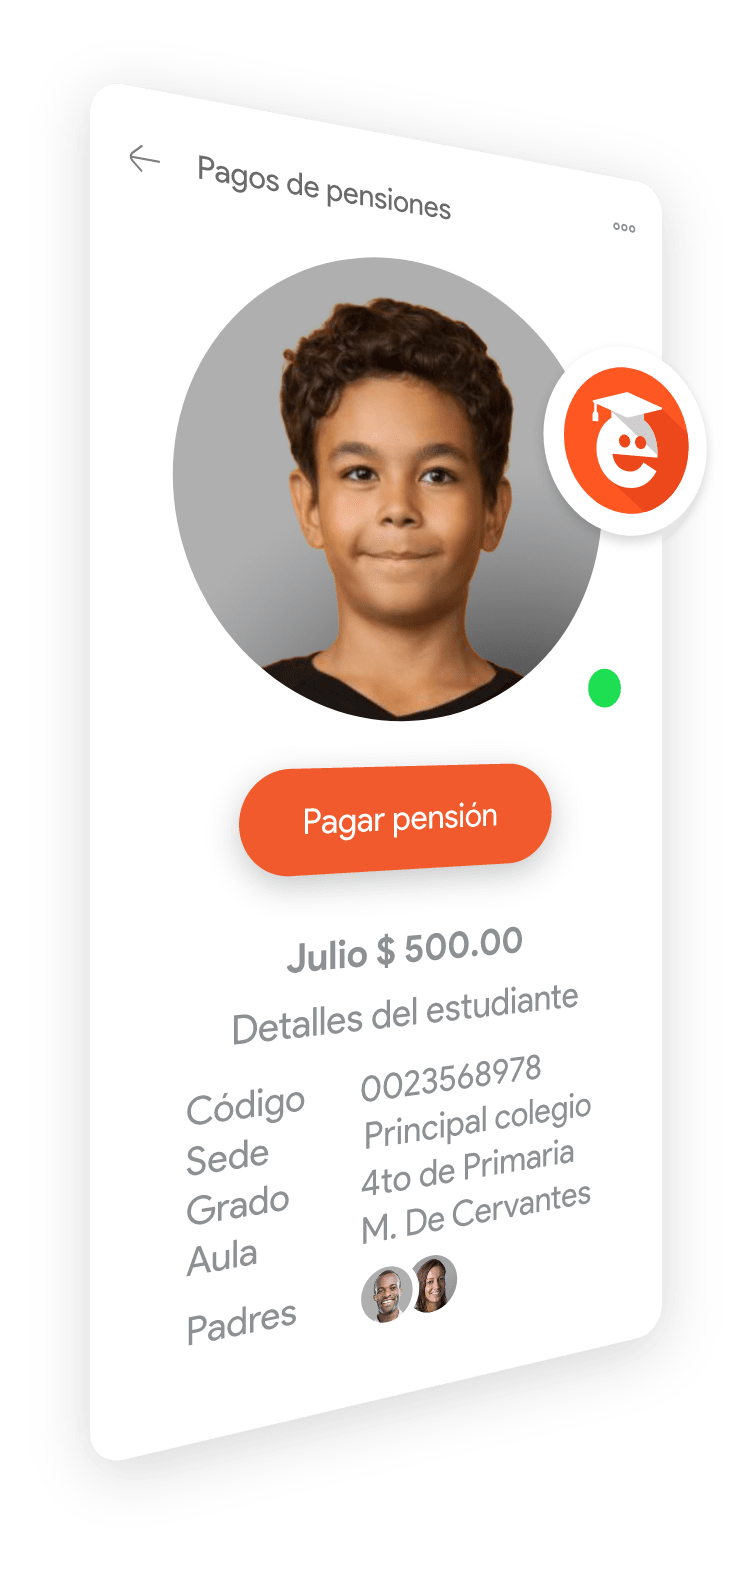 Pagos de pensiones
Pagar pensión
Julio $ 500.00
Detalles del estudiante
Código 0023568978
Sede Principal colegio
Grado 4to de Primaria
Aula M. De Cervantes
Padres